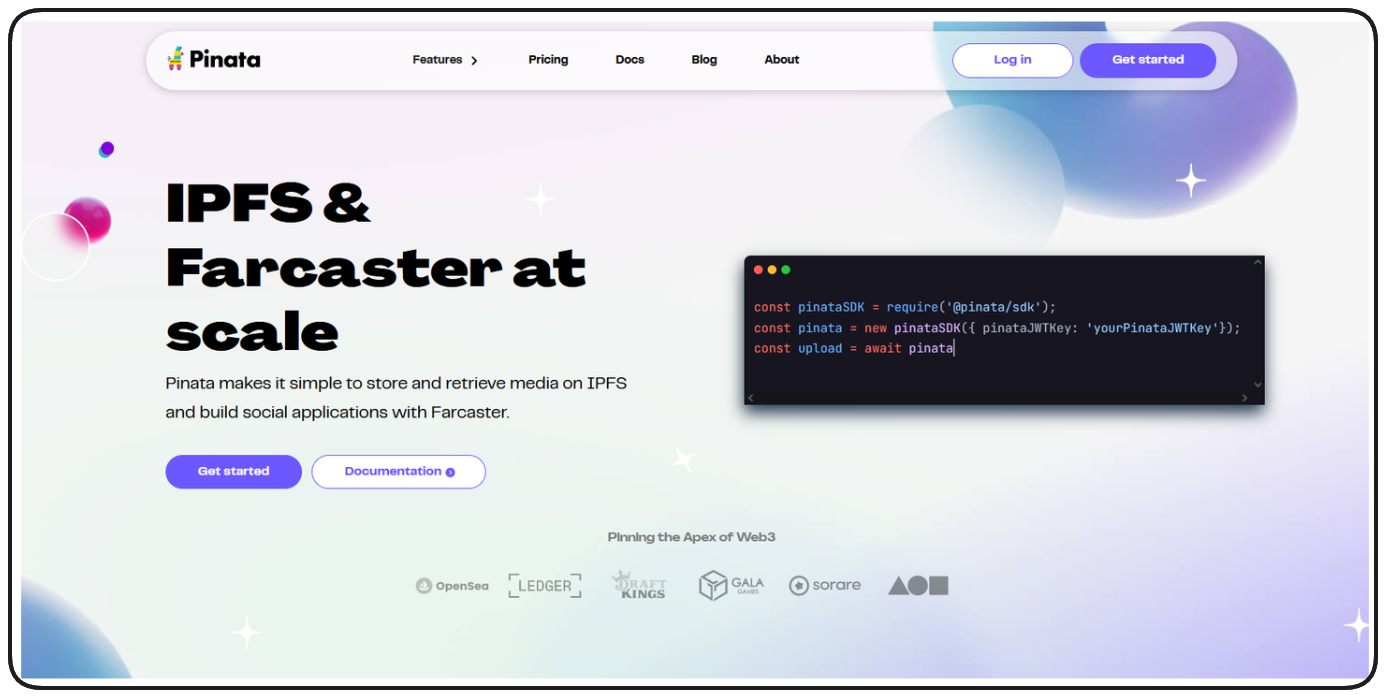 Pinata
Features
Pricing
Docs
Blog
About
Log in
Get started
IPFS &
Farcaster at
scale
Pinata makes it simple to store and retrieve media on IPFS
and build social applications with Farcaster.
Get started
Documentation
const pinataSDK = require('@pinata/sdk');
const pinata = new pinataSDK({ pinataJWTKey: 'yourPinataJWTKey'});
const upload = await pinata
Pinning the Apex of Web3
OpenSea
LEDGER
DRAFT
KINGS
GALA
GAMES
sorare